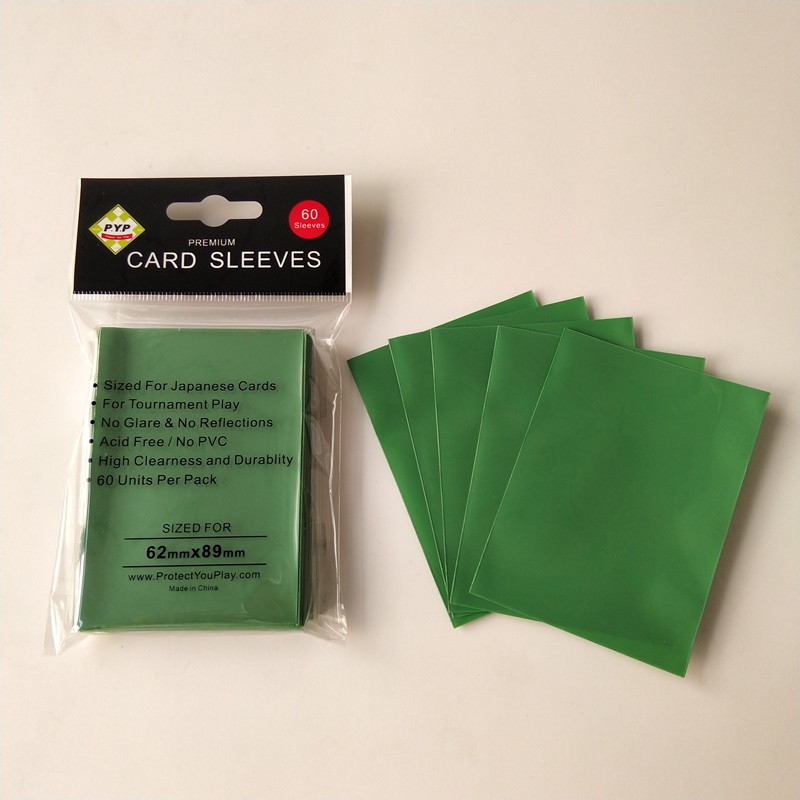 PYP
60
Sleeves
PREMIUM
CARD SLEEVES
• Sized For Japanese Cards
• For Tournament Play
• No Glare & No Reflections
• Acid Free / No PVC
• High Clearness and Durablity
• 60 Units Per Pack
SIZED FOR
62mmx89mm
www.ProtectYouPlay.com
Made in China